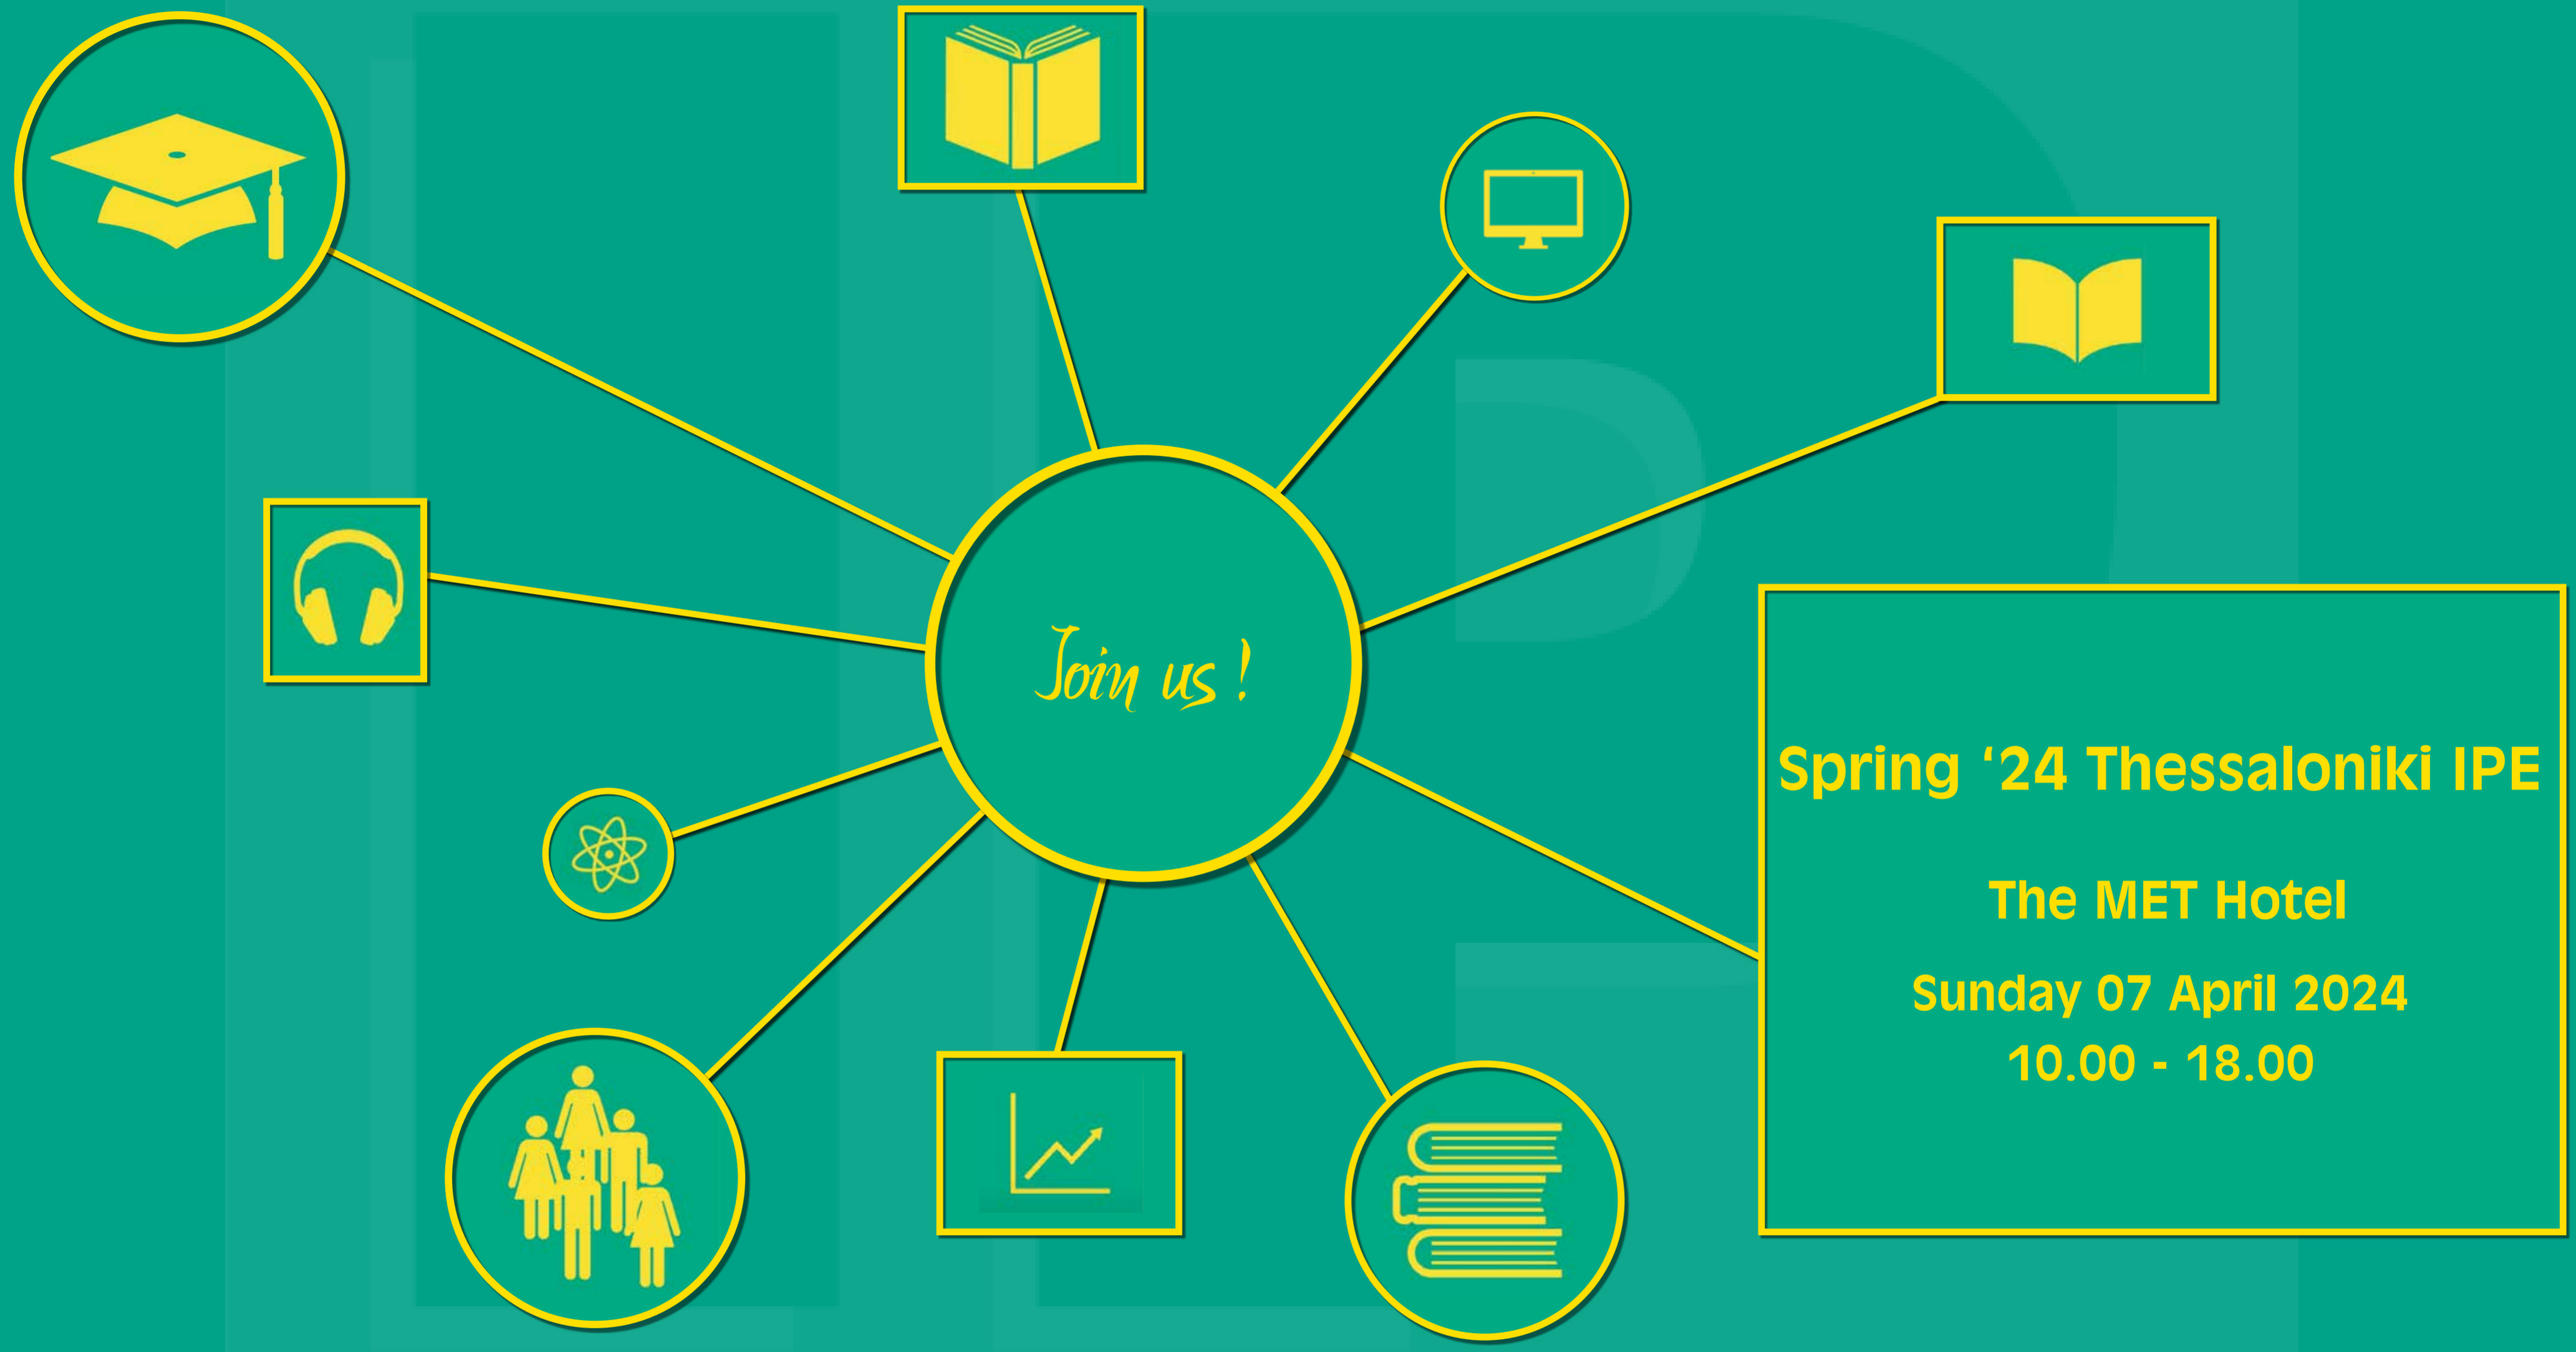 Join us !
Spring ‘24 Thessaloniki IPE
The MET Hotel
Sunday 07 April 2024
10.00 - 18.00